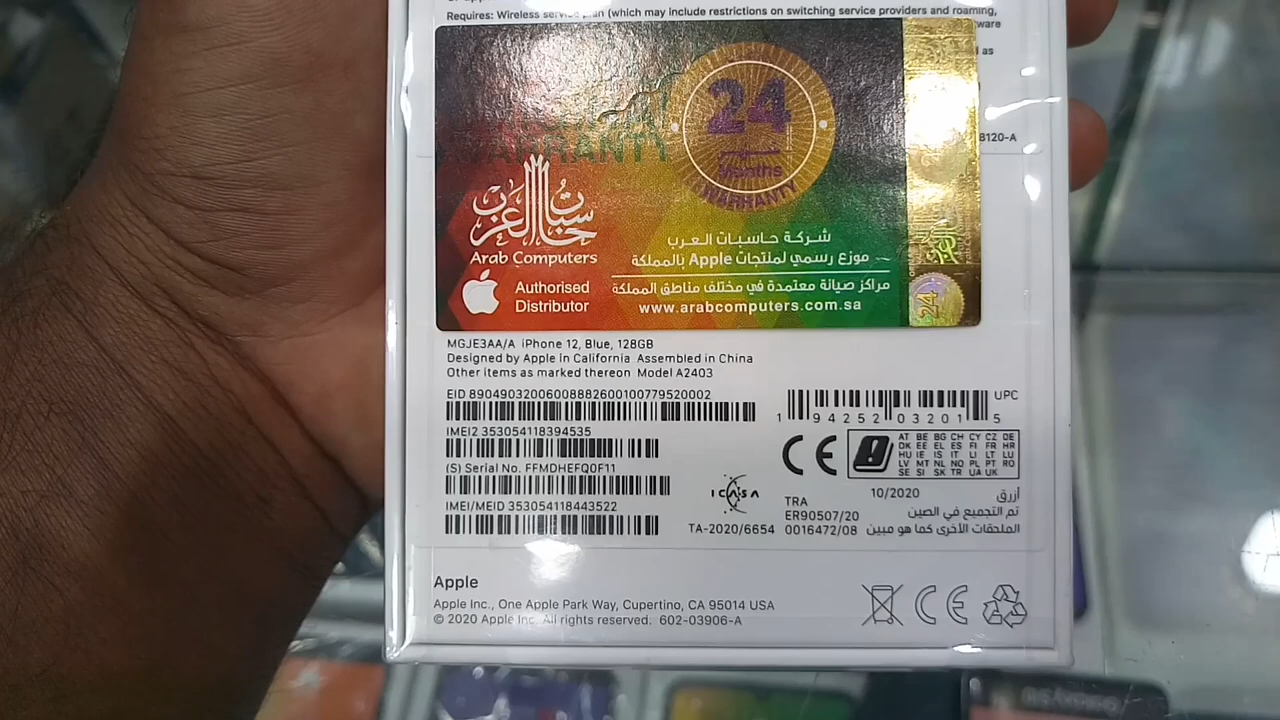 Requires: Wireless service plan (which may include restrictions on switching service providers and roaming,
as
8120-A
WARRANTY
24
Months
WARRANTY
حاسبات العرب
Arab Computers
Authorised
Distributor
شركة حاسبات العرب
موزع رسمي لمنتجات Apple بالمملكة
مراكز صيانة معتمدة في مختلف مناطق المملكة
www.arabcomputers.com.sa
24
MGJE3AA/A iPhone 12, Blue, 128GB
Designed by Apple in California Assembled in China
Other items as marked thereon Model A2403
EID 89049032006008882600100779520002
IMEI2 353054118394535
(S) Serial No. FFMDHEFQ0F11
IMEI/MEID 353054118443522
UPC
1 94252 03201 5
CE
AT BE BG CH CY CZ DE
DK EE EL ES FI FR HR
HU IE IS IT LI LT LU
LV MT NL NO PL PT RO
SE SI SK TR UA UK
ICASA
TA-2020/6654
TRA
ER90507/20
0016472/08
10/2020
أزرق
تم التجميع في الصين
الملحقات الأخرى كما هو مبين
Apple
Apple Inc., One Apple Park Way, Cupertino, CA 95014 USA
© 2020 Apple Inc. All rights reserved. 602-03906-A
CE